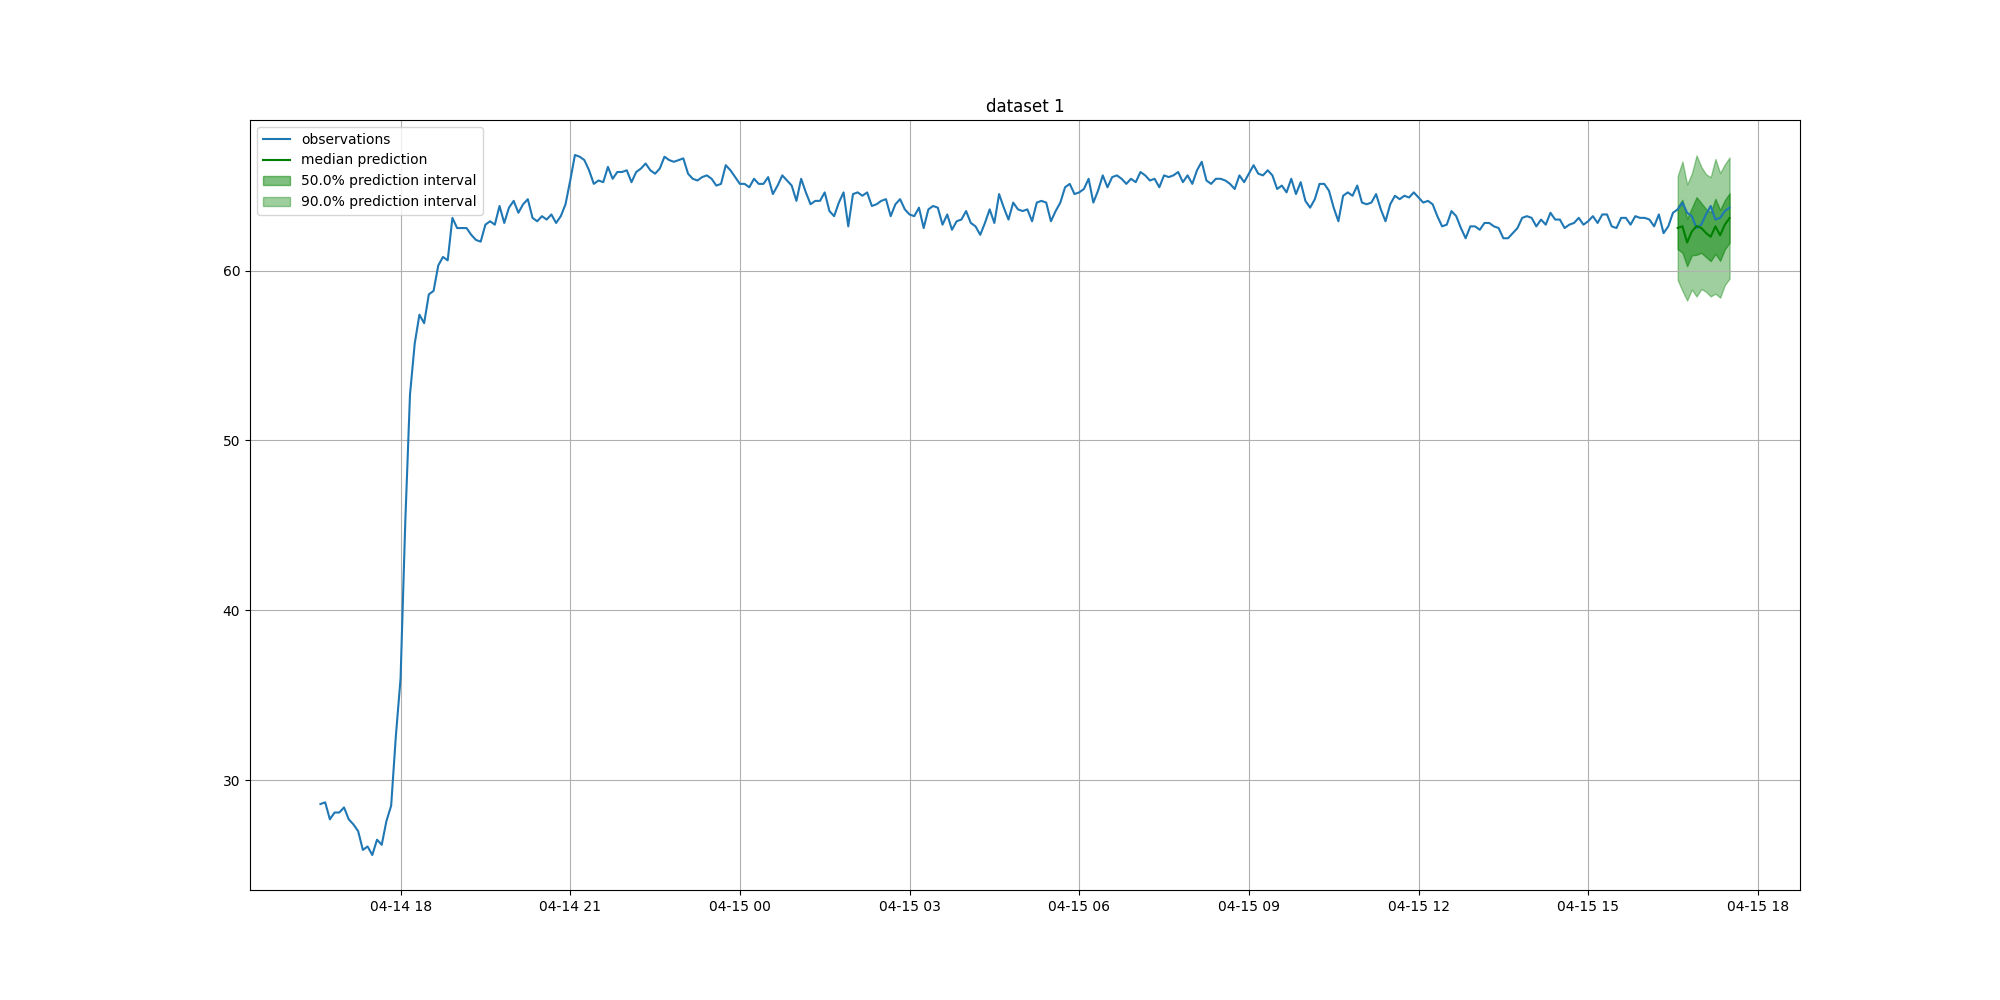 dataset 1
observations
median prediction
50.0% prediction interval
90.0% prediction interval
60
50
40
30
04-14 18
04-14 21
04-15 00
04-15 03
04-15 06
04-15 09
04-15 12
04-15 15
04-15 18